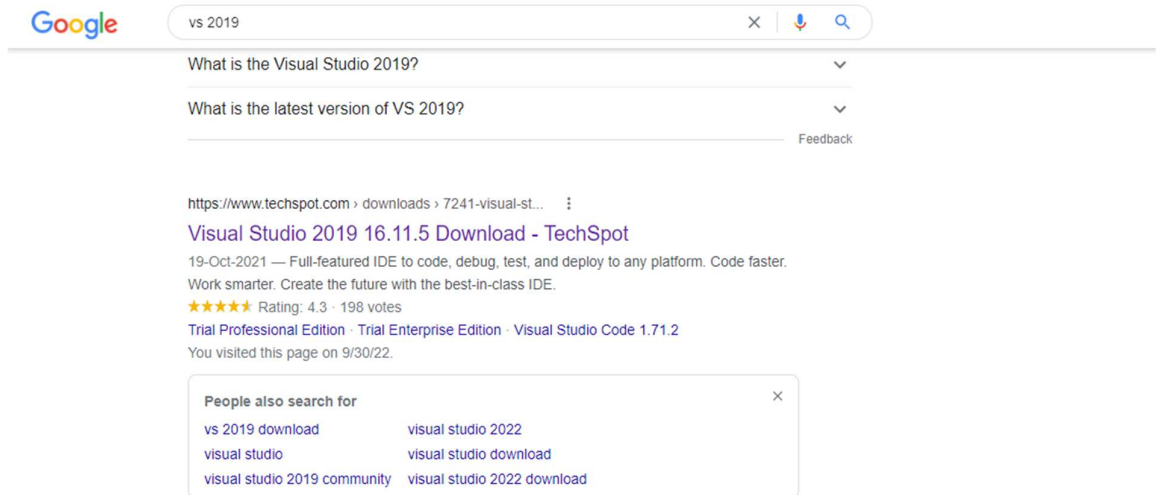 Google
vs 2019
What is the Visual Studio 2019?
What is the latest version of VS 2019?
Feedback
https://www.techspot.com › downloads › 7241-visual-st...
Visual Studio 2019 16.11.5 Download - TechSpot
19-Oct-2021 — Full-featured IDE to code, debug, test, and deploy to any platform. Code faster.
Work smarter. Create the future with the best-in-class IDE.
Rating: 4.3 · 198 votes
Trial Professional Edition · Trial Enterprise Edition · Visual Studio Code 1.71.2
You visited this page on 9/30/22.
People also search for
vs 2019 download visual studio 2022
visual studio visual studio download
visual studio 2019 community visual studio 2022 download